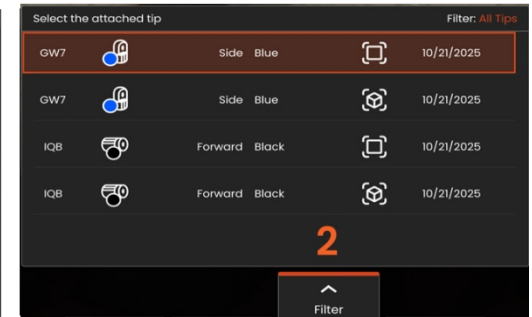 Select the attached tip Filter: All Tips
GW7 Side Blue 10/21/2025
GW7 Side Blue 10/21/2025
IQB Forward Black 10/21/2025
IQB Forward Black 10/21/2025
2
Filter